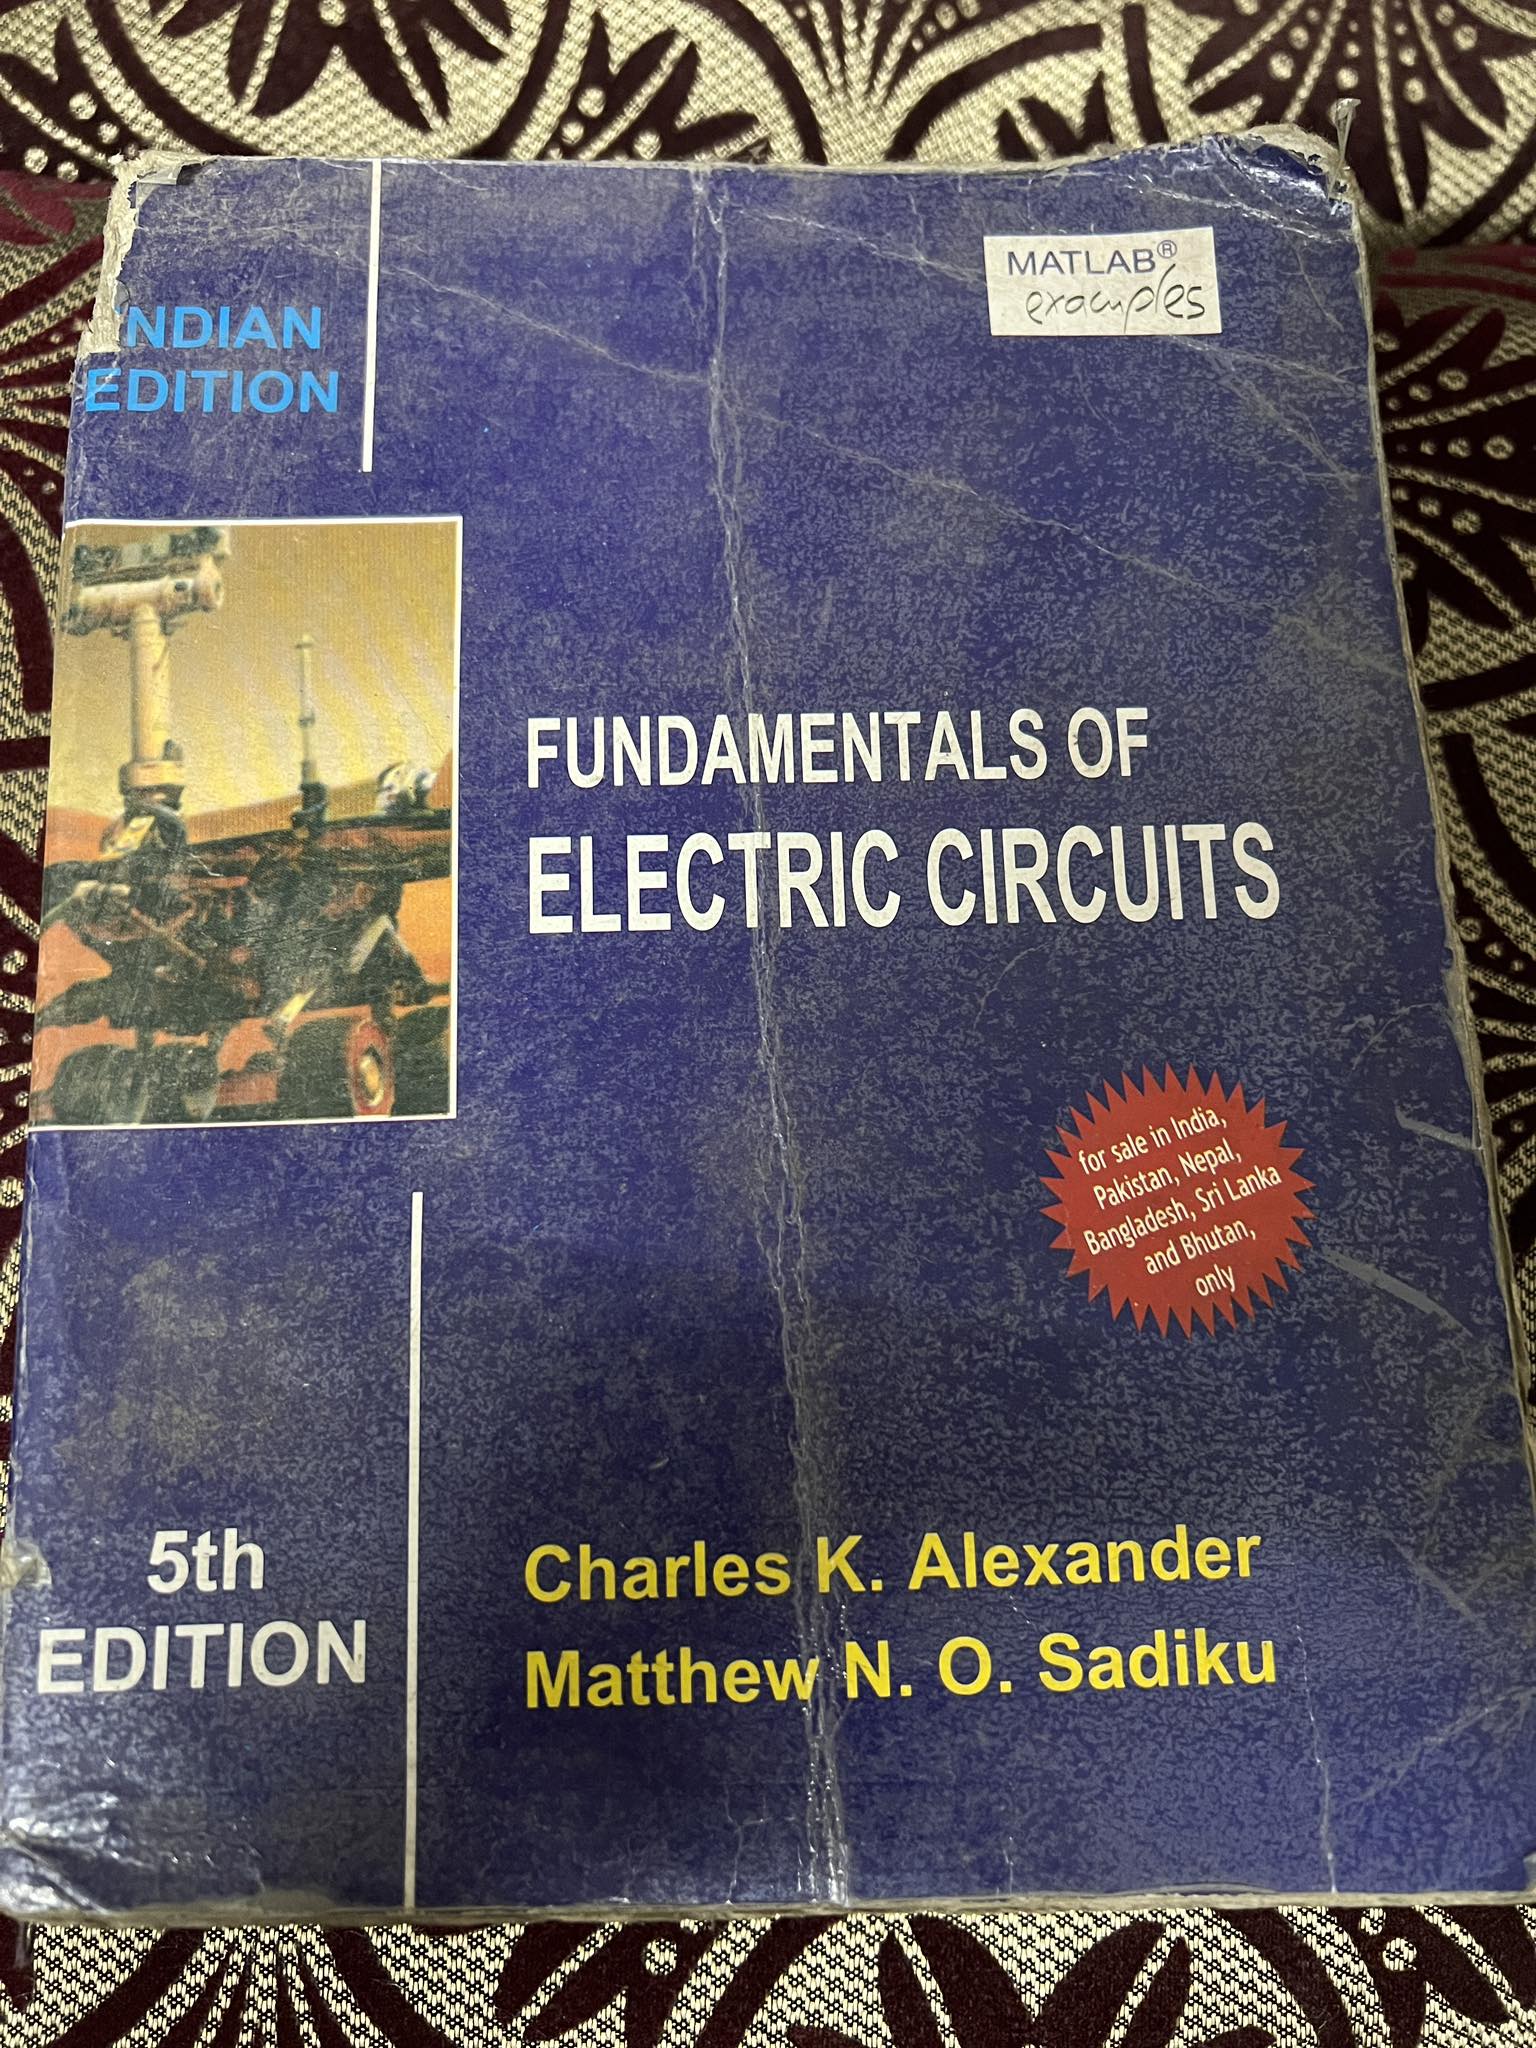 MATLAB®
examples
INDIAN
EDITION
FUNDAMENTALS OF
ELECTRIC CIRCUITS
for sale in India,
Pakistan, Nepal,
Bangladesh, Sri Lanka
and Bhutan,
only
5th
EDITION
Charles K. Alexander
Matthew N. O. Sadiku